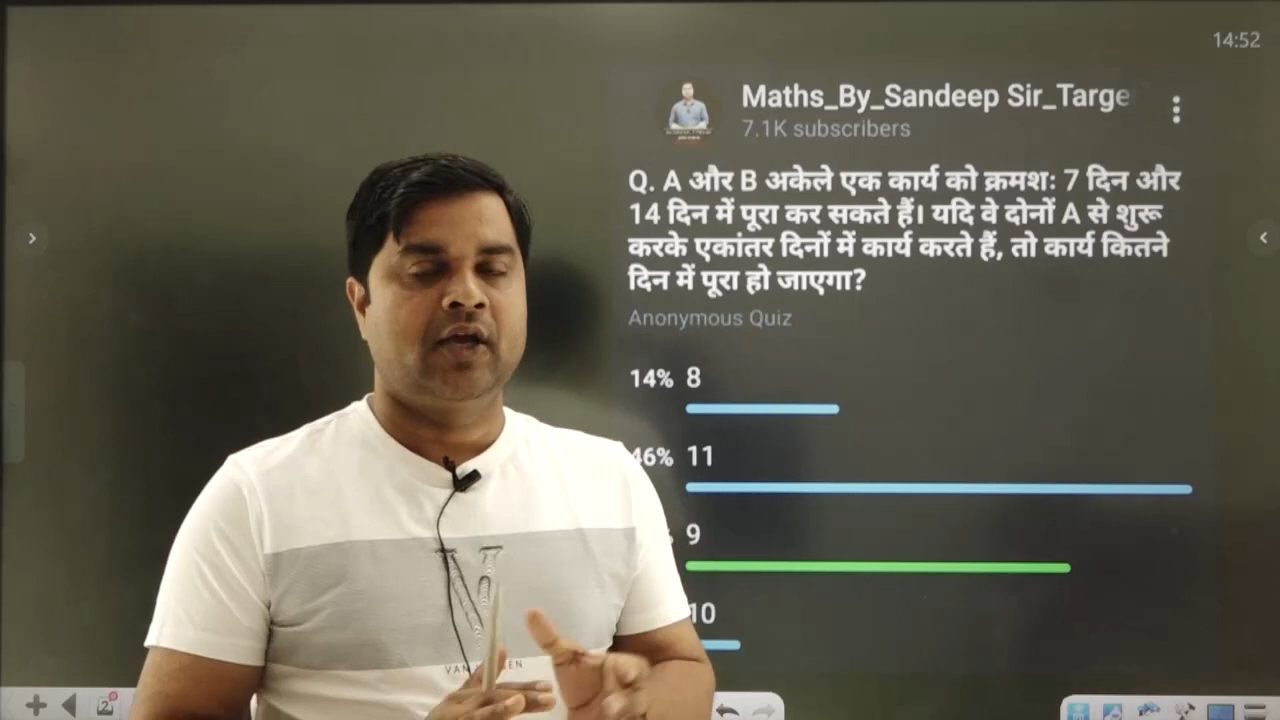 14:52
Maths_By_Sandeep Sir_Targe
7.1K subscribers
Q. A और B अकेले एक कार्य को क्रमशः 7 दिन और
14 दिन में पूरा कर सकते हैं। यदि वे दोनों A से शुरू
करके एकांतर दिनों में कार्य करते हैं, तो कार्य कितने
दिन में पूरा हो जाएगा?
Anonymous Quiz
14% 8
46% 11
9
10
2